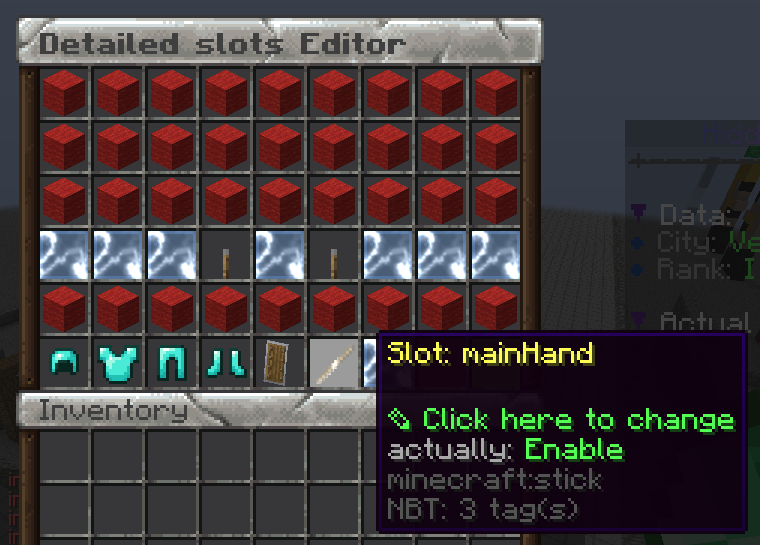 Detailed slots Editor
Data:
City: Ve
Rank: I
Actual
Slot: mainHand
✎ Click here to change
actually: Enable
minecraft:stick
NBT: 3 tag(s)
Inventory